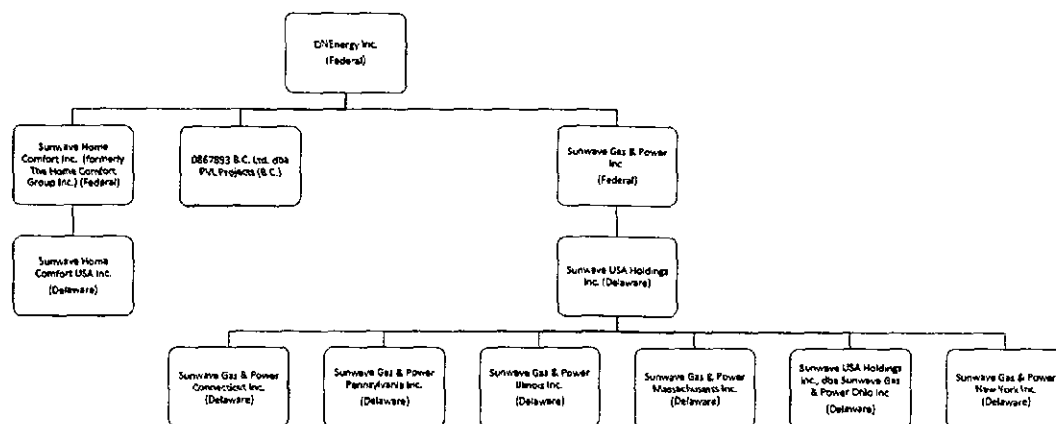 ONEnergy Inc.
(Federal)
Sunwave Home
Comfort Inc. (formerly
The Home Comfort
Group Inc.) (Federal)
0867893 B.C. Ltd. dba
PVL Projects (B.C.)
Sunwave Gas & Power
Inc
(Federal)
Sunwave Home
Comfort USA Inc.
(Delaware)
Sunwave USA Holdings
Inc. (Delaware)
Sunwave Gas & Power
Connecticut Inc.
(Delaware)
Sunwave Gas & Power
Pennsylvania Inc.
(Delaware)
Sunwave Gas & Power
Illinois Inc.
(Delaware)
Sunwave Gas & Power
Massachusetts Inc.
(Delaware)
Sunwave USA Holdings
Inc., dba Sunwave Gas
& Power Ohio Inc
(Delaware)
Sunwave Gas & Power
New York Inc.
(Delaware)